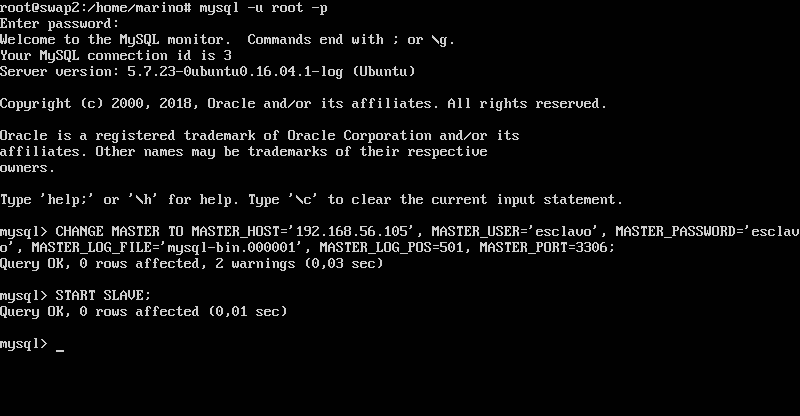 root@swap2:/home/marino# mysql -u root -p
Enter password:
Welcome to the MySQL monitor.  Commands end with ; or \g.
Your MySQL connection id is 3
Server version: 5.7.23-0ubuntu0.16.04.1-log (Ubuntu)
Copyright (c) 2000, 2018, Oracle and/or its affiliates. All rights reserved.
Oracle is a registered trademark of Oracle Corporation and/or its
affiliates. Other names may be trademarks of their respective
owners.
Type 'help;' or '\h' for help. Type '\c' to clear the current input statement.
mysql> CHANGE MASTER TO MASTER_HOST='192.168.56.105', MASTER_USER='esclavo', MASTER_PASSWORD='esclav
o', MASTER_LOG_FILE='mysql-bin.000001', MASTER_LOG_POS=501, MASTER_PORT=3306;
Query OK, 0 rows affected, 2 warnings (0,03 sec)
mysql> START SLAVE;
Query OK, 0 rows affected (0,01 sec)
mysql> _